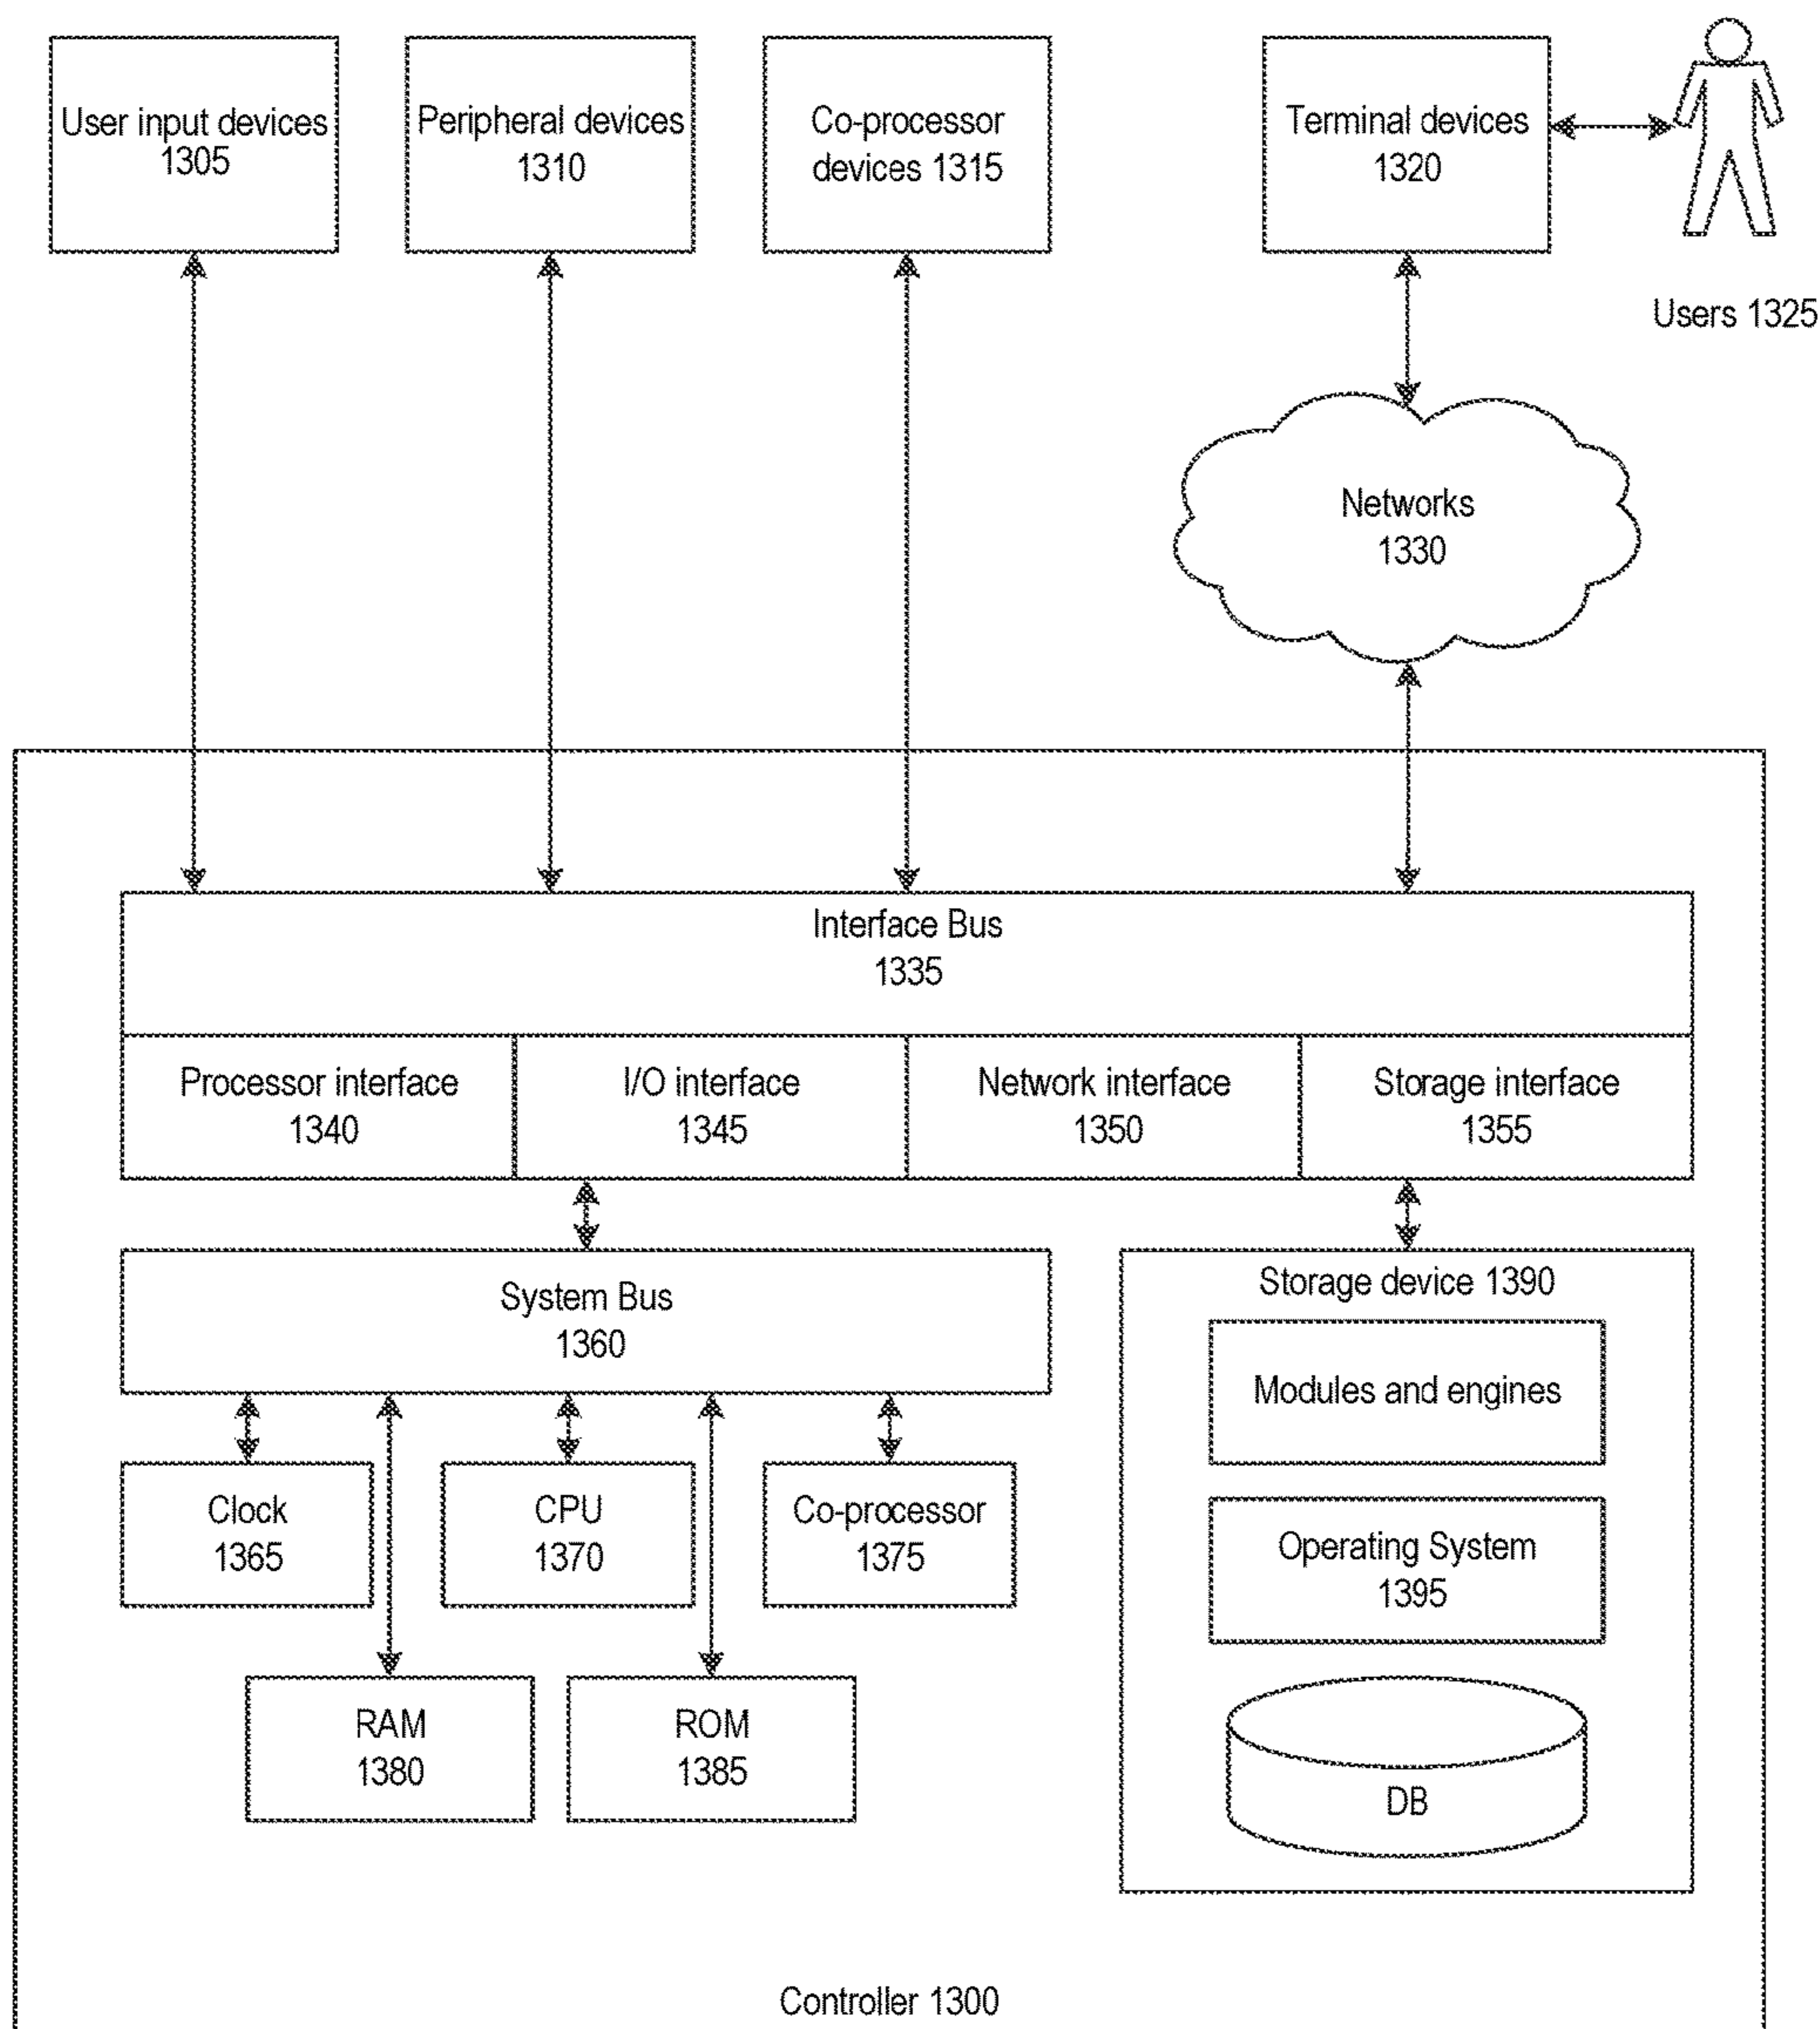 User input devices
1305
Peripheral devices
1310
Co-processor
devices 1315
Terminal devices
1320
Users 1325
Networks
1330
Interface Bus
1335
Processor interface
1340
I/O interface
1345
Network interface
1350
Storage interface
1355
System Bus
1360
Storage device 1390
Modules and engines
Clock
1365
CPU
1370
Co-processor
1375
Operating System
1395
RAM
1380
ROM
1385
DB
Controller 1300